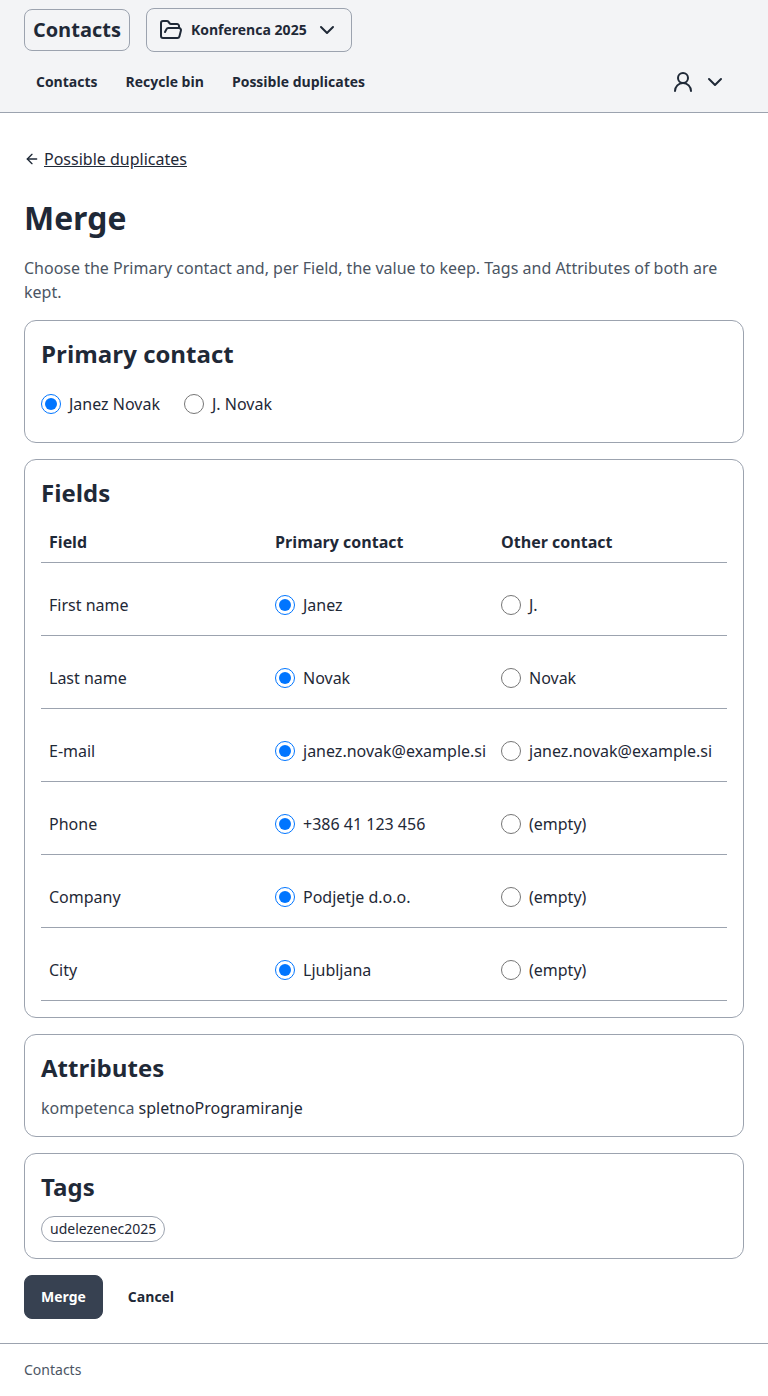 Contacts
Konferenca 2025
Contacts Recycle bin Possible duplicates
← Possible duplicates
Merge
Choose the Primary contact and, per Field, the value to keep. Tags and Attributes of both are
kept.
Primary contact
Janez Novak J. Novak
Fields
Field Primary contact Other contact
First name Janez J.
Last name Novak Novak
E-mail janez.novak@example.si janez.novak@example.si
Phone +386 41 123 456 (empty)
Company Podjetje d.o.o. (empty)
City Ljubljana (empty)
Attributes
kompetenca spletnoProgramiranje
Tags
udelezenec2025
Merge Cancel
Contacts